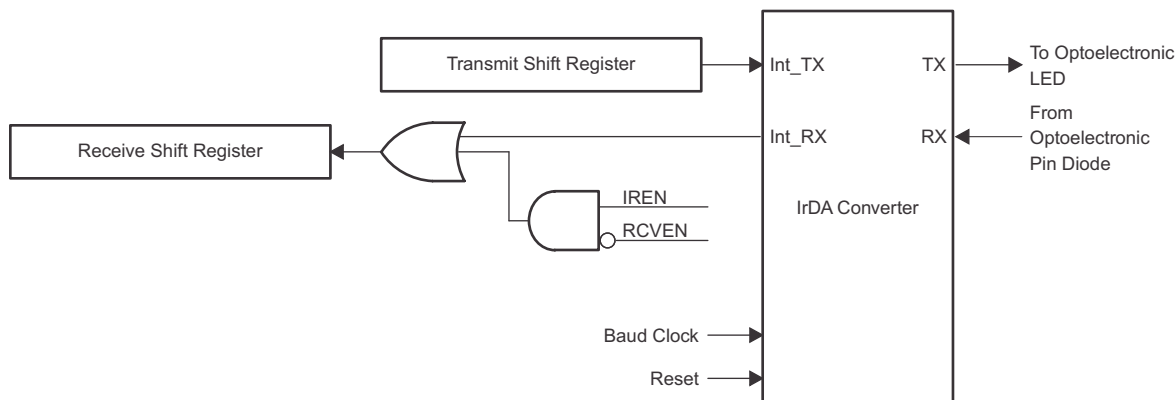 Transmit Shift Register
Int_TX
TX
To Optoelectronic
LED
Receive Shift Register
Int_RX
RX
From
Optoelectronic
Pin Diode
IREN
RCVEN
IrDA Converter
Baud Clock
Reset